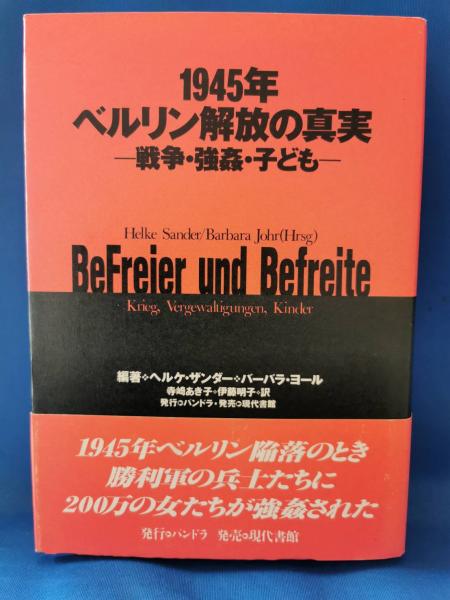 1945年
ベルリン解放の真実
─戦争・強姦・子ども─
Helke Sander/Barbara Johr(Hrsg)
BeFreier und Befreite
Krieg, Vergewaltigungen, Kinder
編著✧ヘルケ・ザンダー✧バーバラ・ヨール
寺崎あき子✧伊藤明子✧訳
発行✧パンドラ・発売✧現代書館
1945年ベルリン陥落のとき
勝利軍の兵士たちに
200万の女たちが強姦された
発行✧パンドラ 発売✧現代書館